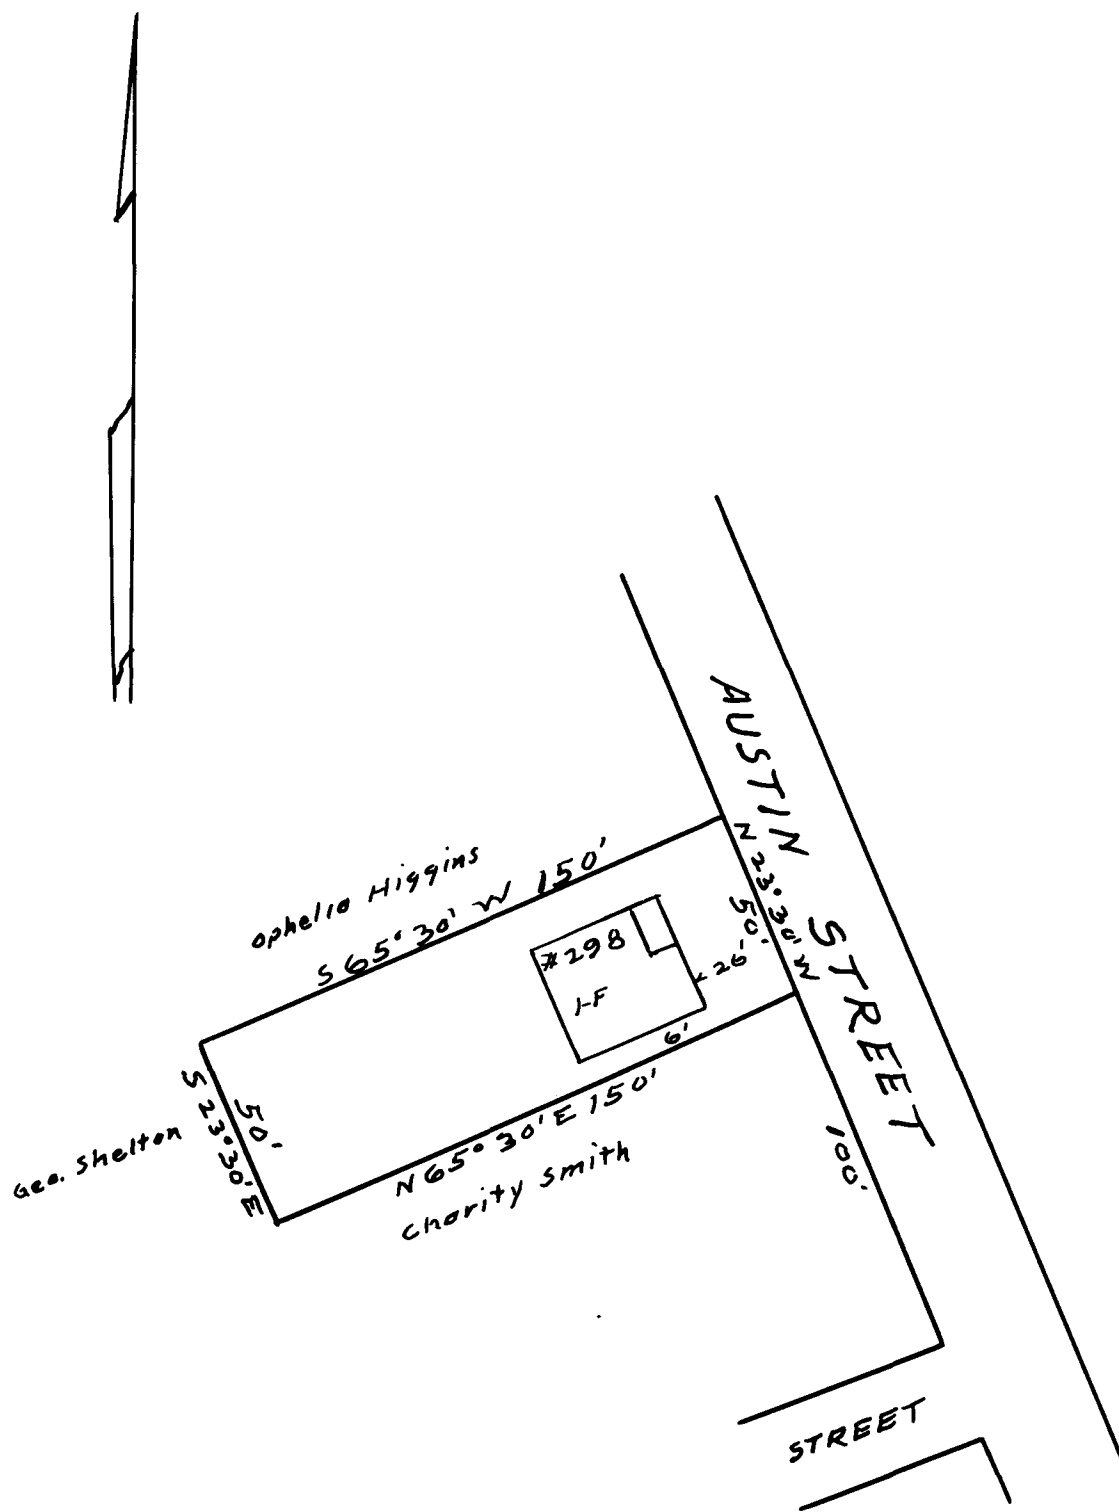 AUSTIN STREET
N 23° 30' W
50'
Ophelia Higgins
S 65° 30' W 150'
#298
1-F
26'
6'
N 65° 30' E 150'
Charity Smith
Geo. Shelton
50'
S 23° 30' E
100'
STREET